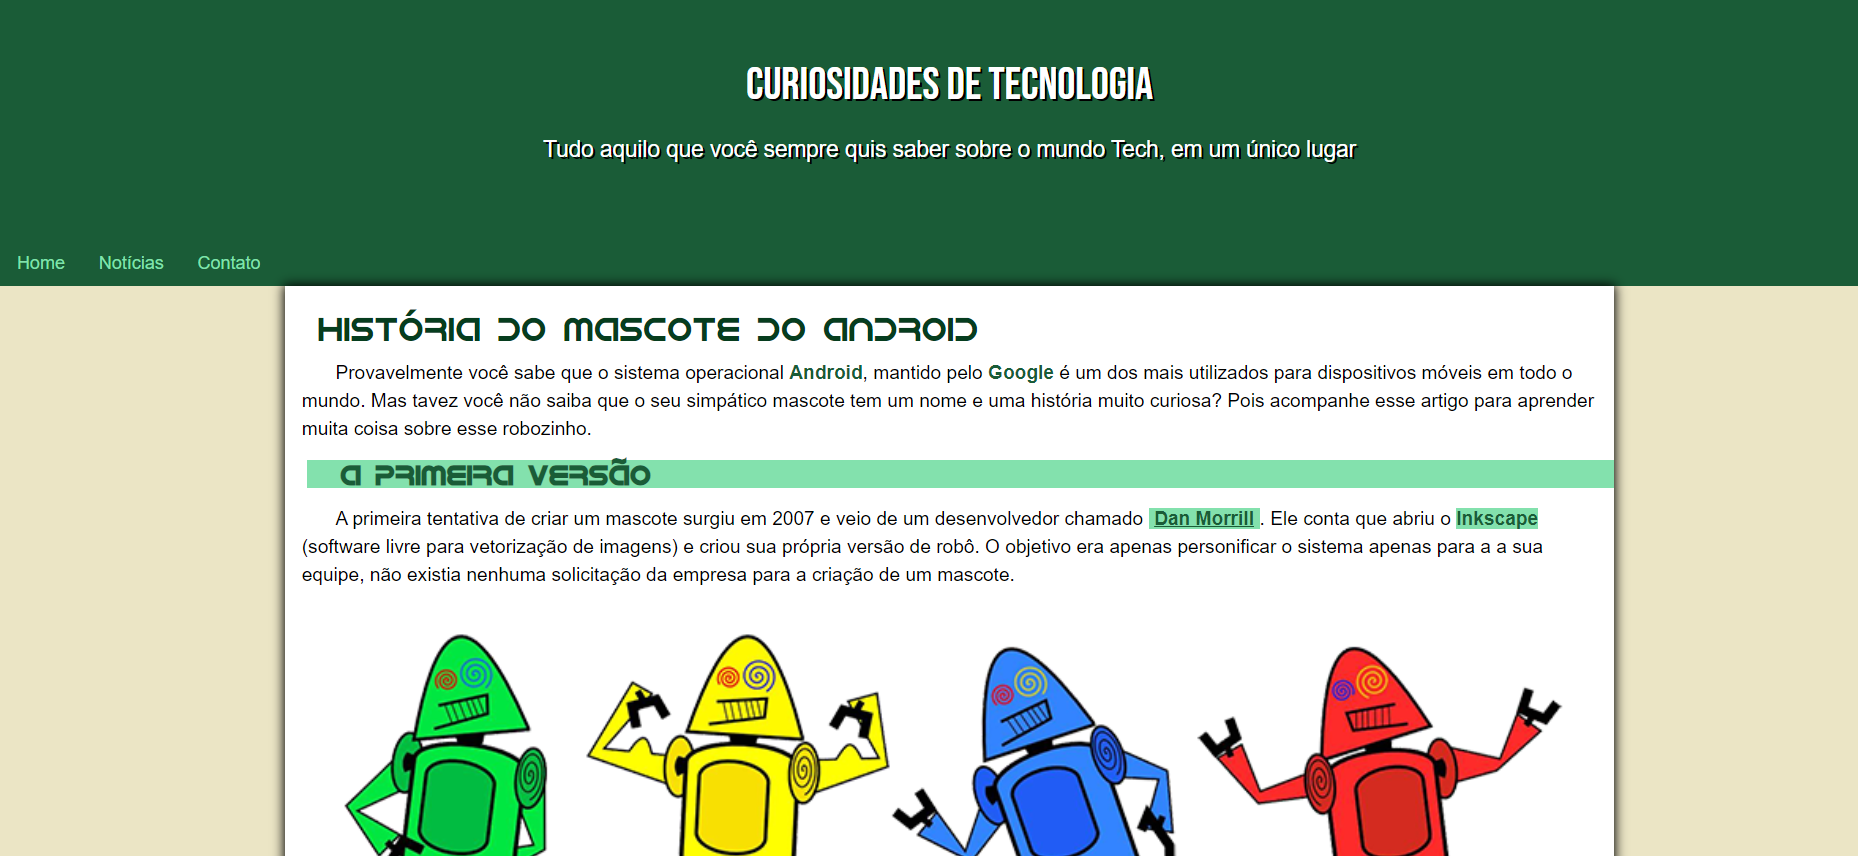 CURIOSIDADES DE TECNOLOGIA
Tudo aquilo que você sempre quis saber sobre o mundo Tech, em um único lugar
Home Notícias Contato
HISTÓRIA DO MASCOTE DO ANDROID
Provavelmente você sabe que o sistema operacional Android, mantido pelo Google é um dos mais utilizados para dispositivos móveis em todo o
mundo. Mas tavez você não saiba que o seu simpático mascote tem um nome e uma história muito curiosa? Pois acompanhe esse artigo para aprender
muita coisa sobre esse robozinho.
A PRIMEIRA VERSÃO
A primeira tentativa de criar um mascote surgiu em 2007 e veio de um desenvolvedor chamado Dan Morrill . Ele conta que abriu o Inkscape
(software livre para vetorização de imagens) e criou sua própria versão de robô. O objetivo era apenas personificar o sistema apenas para a a sua
equipe, não existia nenhuma solicitação da empresa para a criação de um mascote.